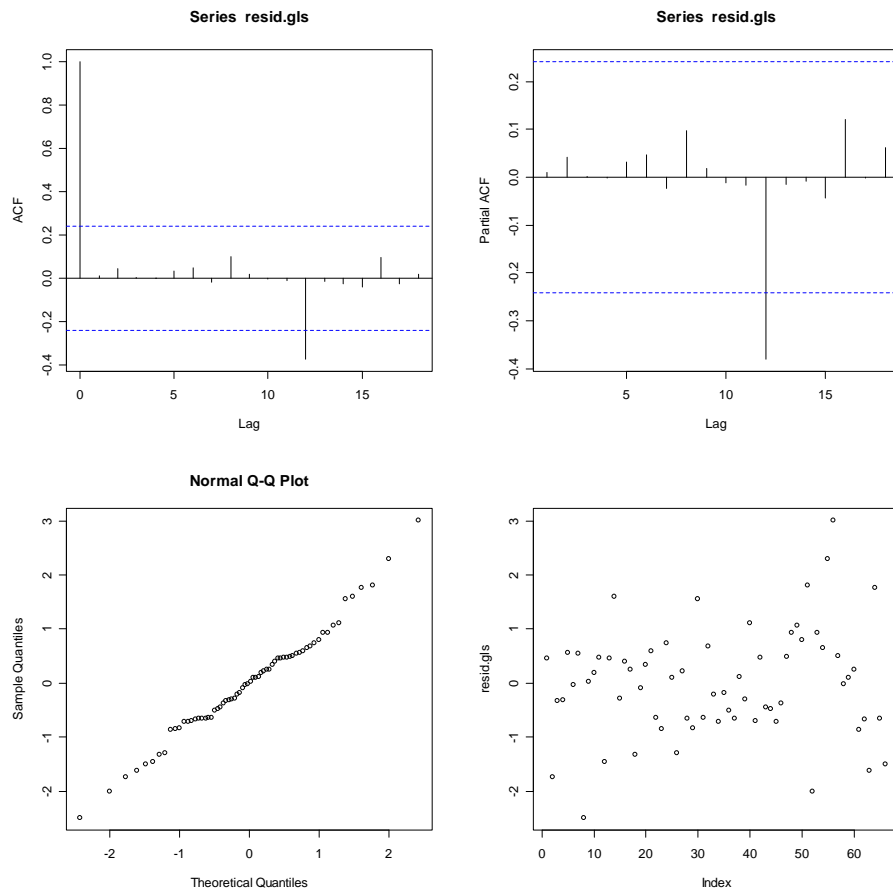 Series resid.gls
ACF
1.0
0.8
0.6
0.4
0.2
0.0
-0.2
-0.4
0 5 10 15
Lag
Series resid.gls
Partial ACF
0.2
0.1
0.0
-0.1
-0.2
-0.3
-0.4
5 10 15
Lag
Normal Q-Q Plot
Sample Quantiles
3
2
1
0
-1
-2
-2 -1 0 1 2
Theoretical Quantiles
resid.gls
3
2
1
0
-1
-2
0 10 20 30 40 50 60
Index